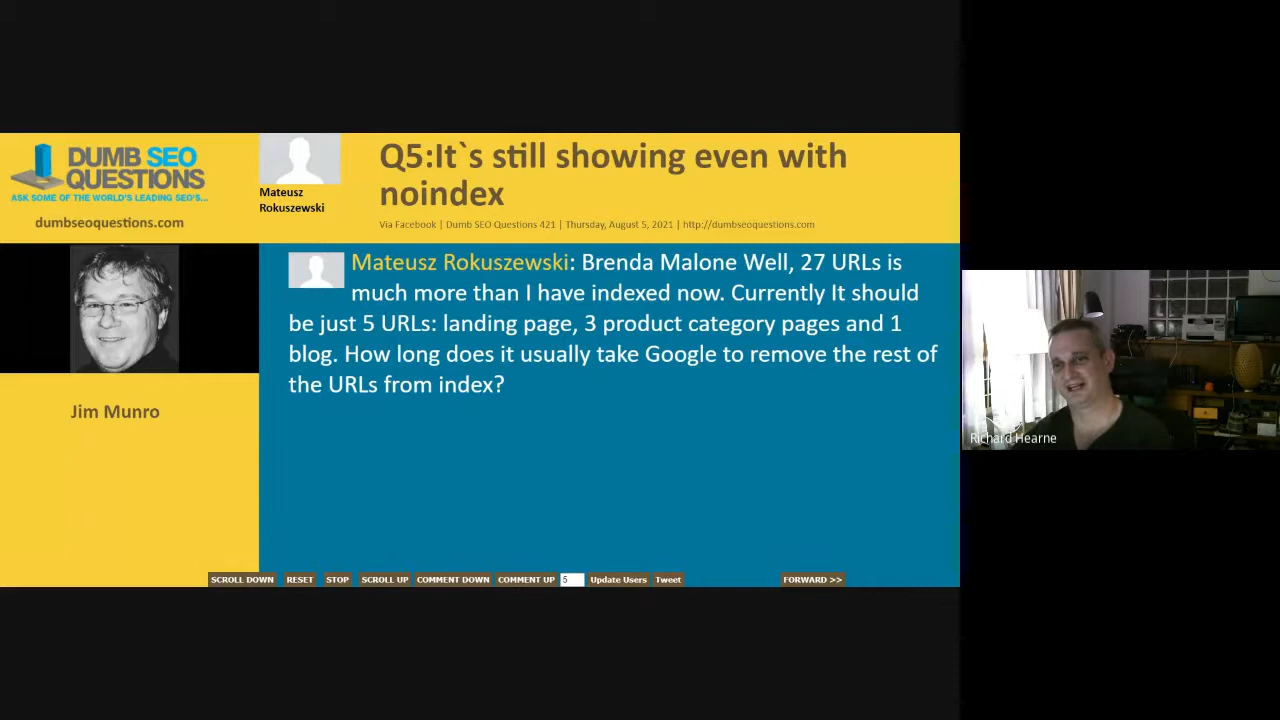 DUMB SEO
QUESTIONS
ASK SOME OF THE WORLD'S LEADING SEO'S...
dumbseoquestions.com
Mateusz
Rokuszewski
Q5:It`s still showing even with
noindex
Via Facebook | Dumb SEO Questions 421 | Thursday, August 5, 2021 | http://dumbseoquestions.com
Jim Munro
Mateusz Rokuszewski: Brenda Malone Well, 27 URLs is
much more than I have indexed now. Currently It should
be just 5 URLs: landing page, 3 product category pages and 1
blog. How long does it usually take Google to remove the rest of
the URLs from index?
Richard Hearne
SCROLL DOWN RESET STOP SCROLL UP COMMENT DOWN COMMENT UP 5 Update Users Tweet FORWARD >>